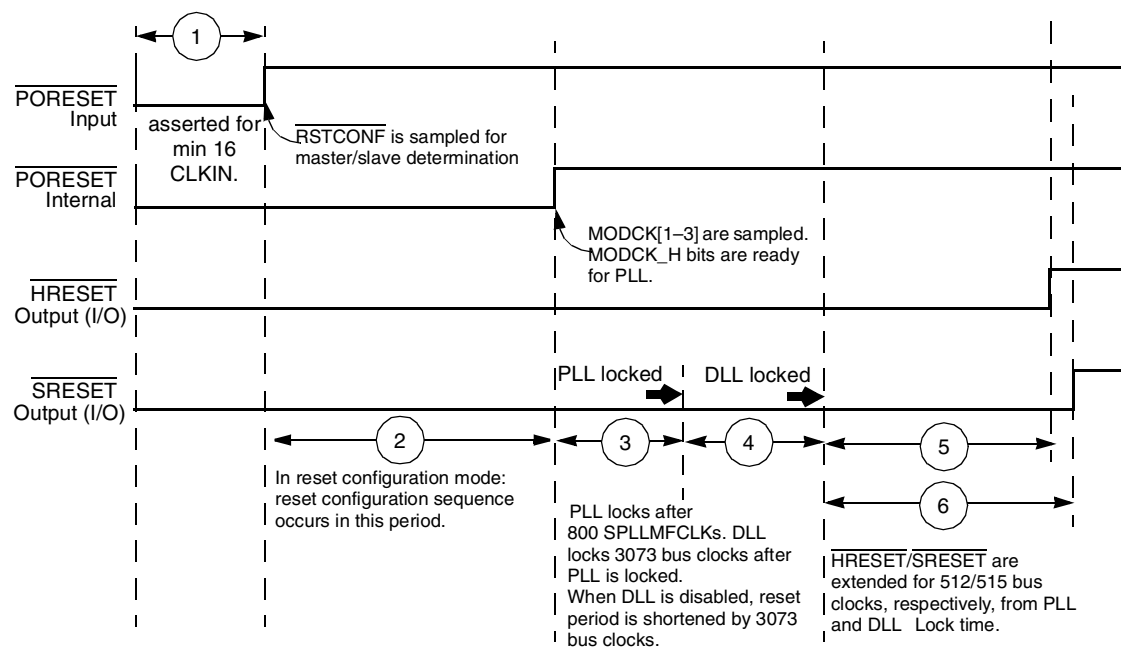 1
PORESET
Input
asserted for
min 16
CLKIN.
RSTCONF is sampled for
master/slave determination
PORESET
Internal
MODCK[1–3] are sampled.
MODCK_H bits are ready
for PLL.
HRESET
Output (I/O)
PLL locked
DLL locked
SRESET
Output (I/O)
2
3
4
5
6
In reset configuration mode:
reset configuration sequence
occurs in this period.
PLL locks after
800 SPLLMFCLKs. DLL
locks 3073 bus clocks after
PLL is locked.
When DLL is disabled, reset
period is shortened by 3073
bus clocks.
HRESET/SRESET are
extended for 512/515 bus
clocks, respectively, from PLL
and DLL Lock time.